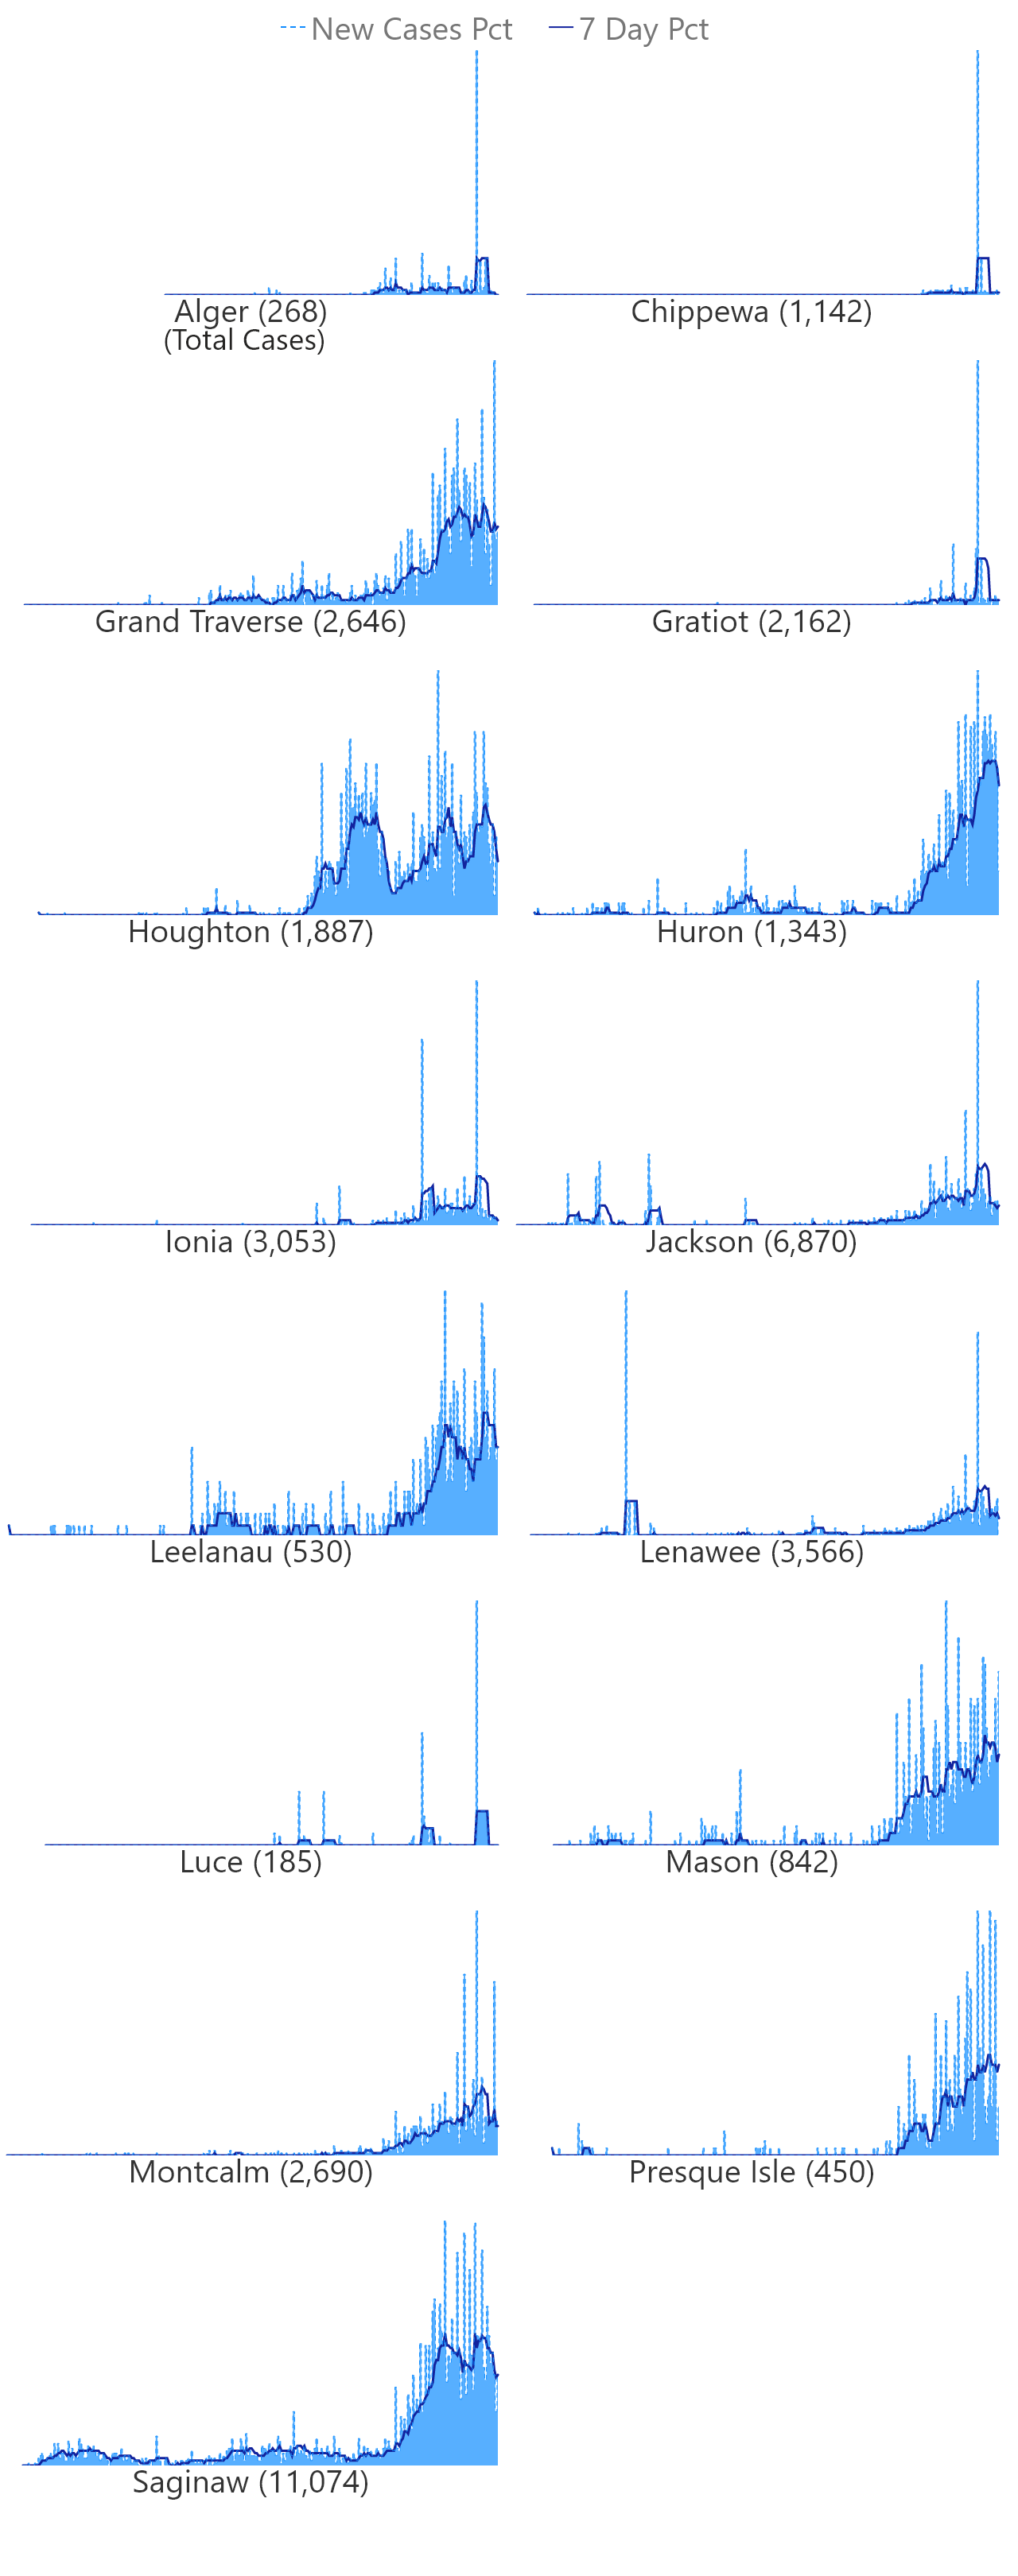 New Cases Pct 7 Day Pct
Alger (268)
(Total Cases)
Chippewa (1,142)
Grand Traverse (2,646)
Gratiot (2,162)
Houghton (1,887)
Huron (1,343)
Ionia (3,053)
Jackson (6,870)
Leelanau (530)
Lenawee (3,566)
Luce (185)
Mason (842)
Montcalm (2,690)
Presque Isle (450)
Saginaw (11,074)